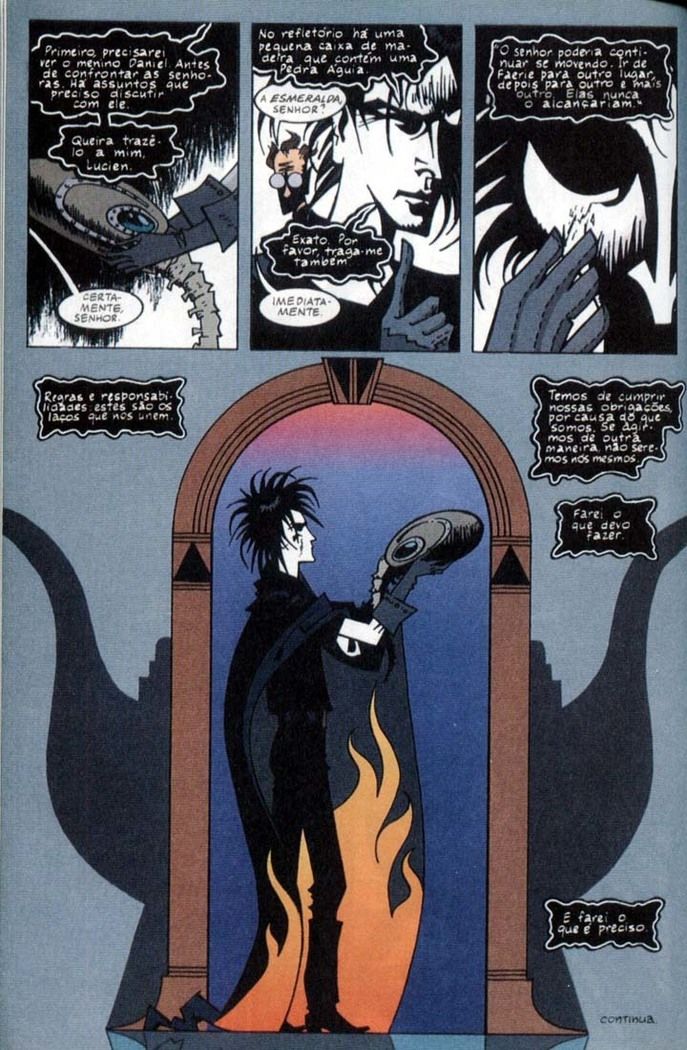 Primeiro, precisarei
ver o menino Daniel. Antes
de confrontar as senho-
ras. Há assuntos que
preciso discutir
com ele.
Queira trazê-
lo a mim,
Lucien.
CERTA-
MENTE,
SENHOR.
No refeitório há uma
pequena caixa de ma-
deira que contém uma
Pedra Águia.
A ESMERALDA,
SENHOR?
Exato. Por
favor, traga-me
também
IMEDIATA-
MENTE.
"O senhor poderia conti-
nuar se movendo. Ir de
Faerie para outro lugar,
depois para outro e mais
outro. Elas nunca
o alcançariam."
Regras e responsabi-
lidades: estes são os
laços que nos unem.
Temos de cumprir
nossas obrigações,
por causa do que
somos. Se agir-
mos de outra
maneira, não sere-
mos nós mesmos.
Farei o
que devo
fazer.
E farei o
que é preciso.
continua.